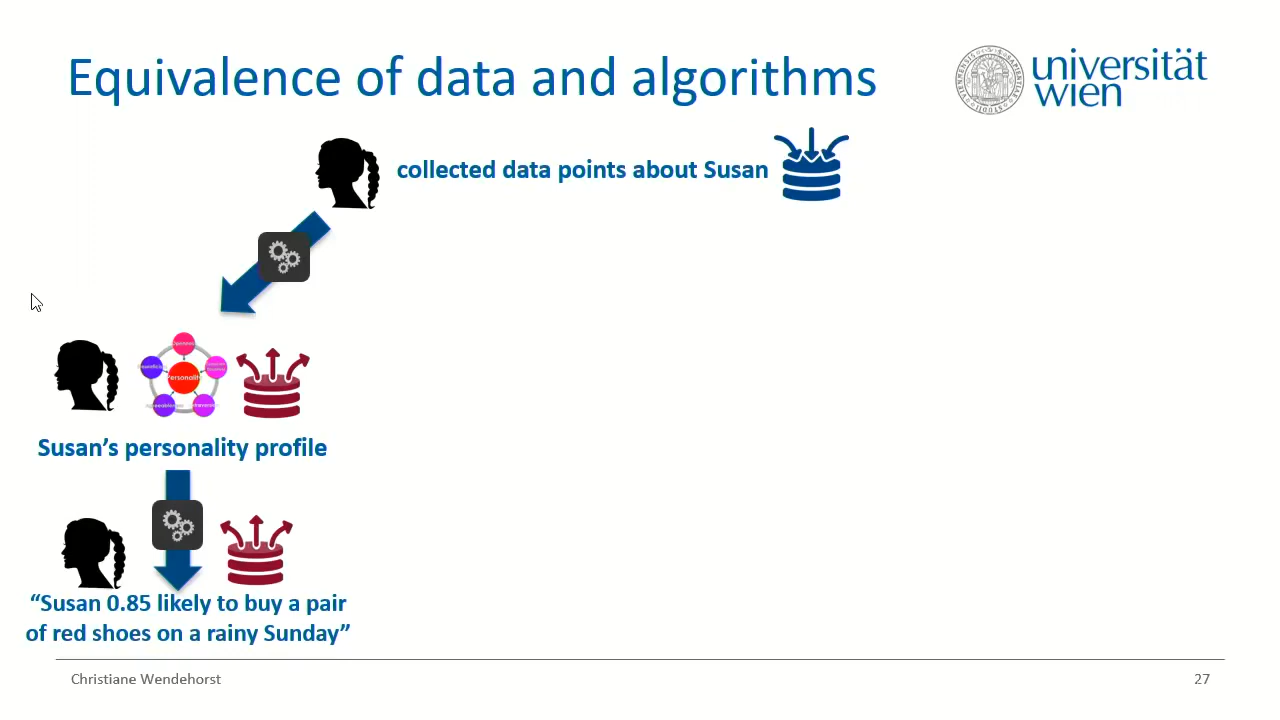 Equivalence of data and algorithms
universität
wien
collected data points about Susan
Personality
Susan's personality profile
“Susan 0.85 likely to buy a pair
of red shoes on a rainy Sunday”
Christiane Wendehorst
27